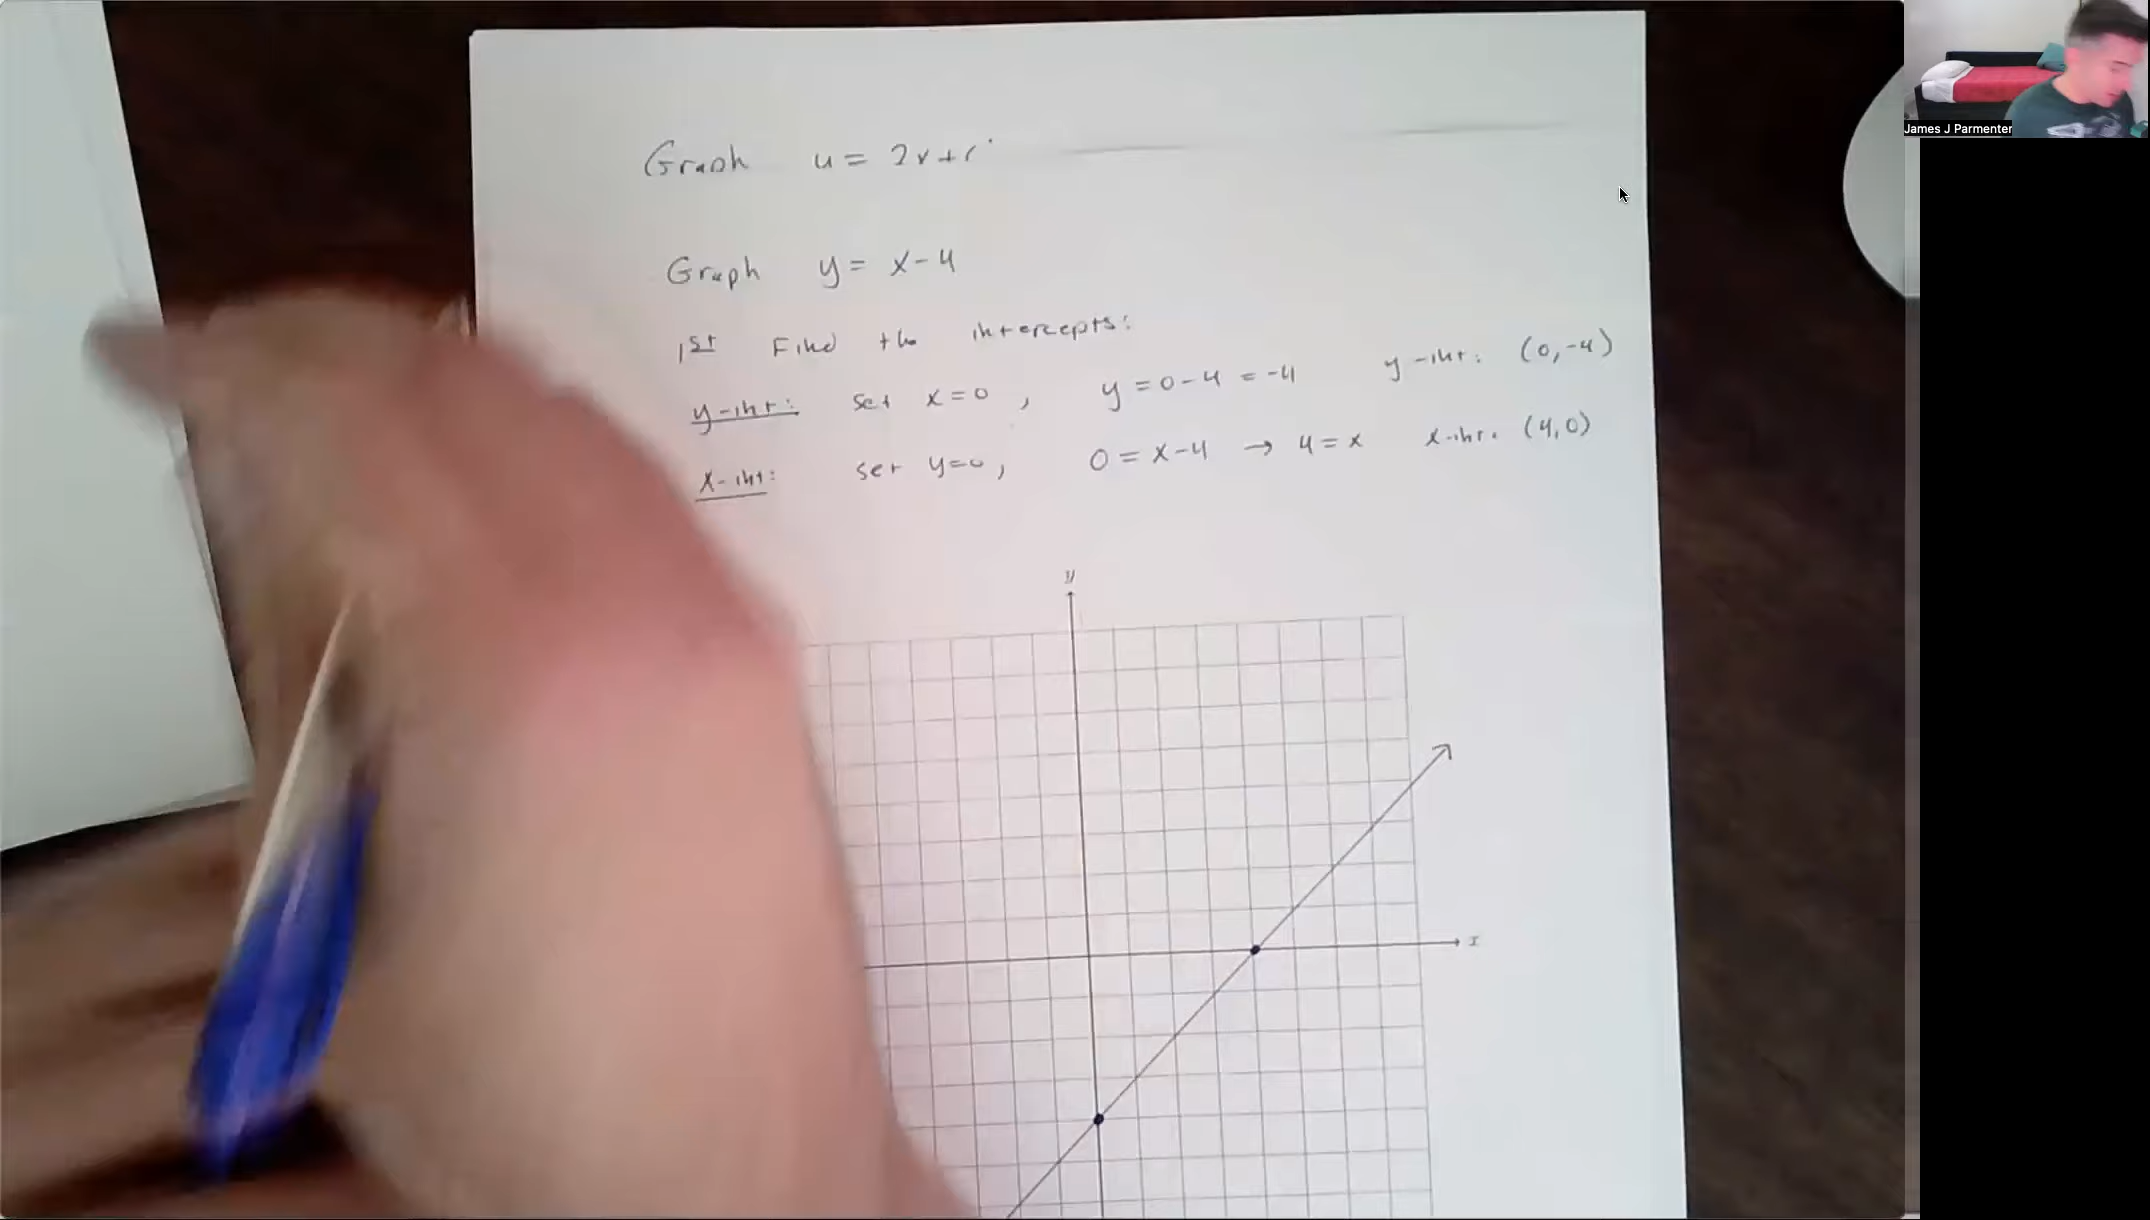 James J Parmenter
Graph
Graph y = x-4
1st Find the intercepts:
y-int: set x=0 , y=0-4 = -4 y-int: (0,-4)
x-int: set y=0, 0 = x-4 → 4 = x x-int. (4,0)
y
x